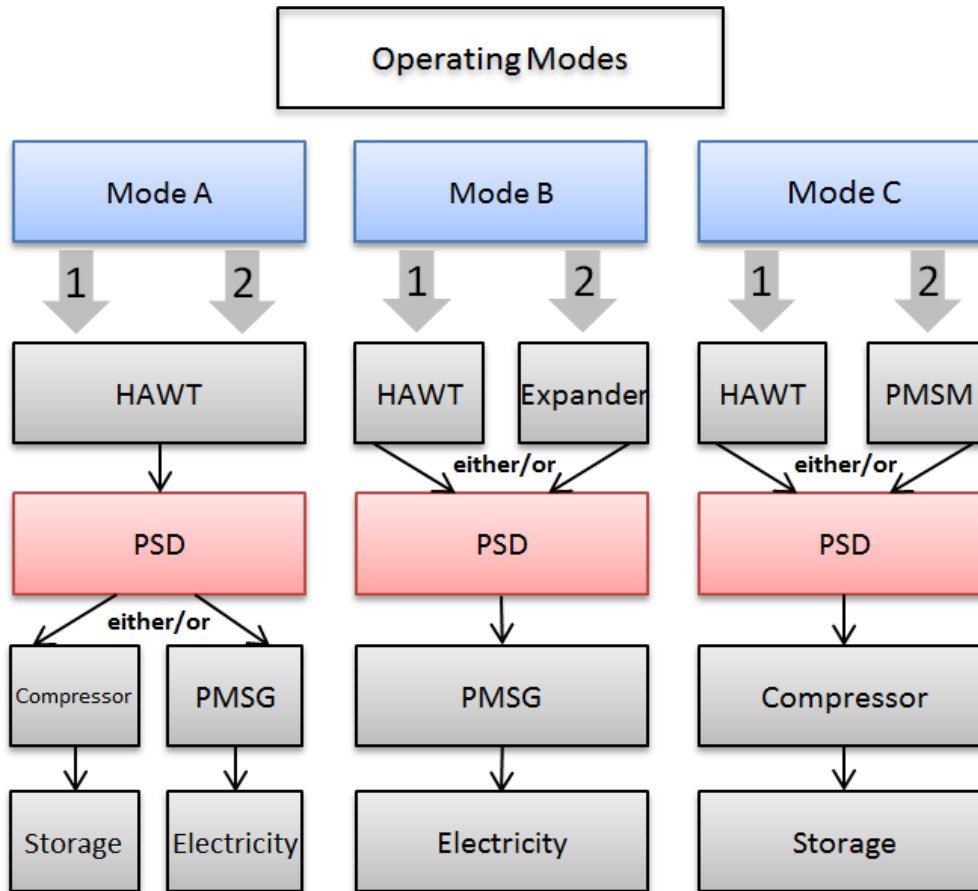 Operating Modes
Mode A
Mode B
Mode C
1
2
1
2
1
2
HAWT
HAWT
Expander
HAWT
PMSM
either/or
either/or
PSD
PSD
PSD
either/or
Compressor
PMSG
PMSG
Compressor
Storage
Electricity
Electricity
Storage